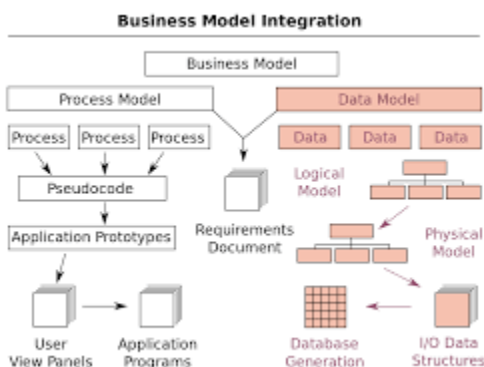 Business Model Integration
Business Model
Process Model
Data Model
Process Process Process
Data Data Data
Pseudocode
Logical
Model
Application Prototypes
Requirements
Document
Physical
Model
User
View Panels
Application
Programs
Database
Generation
I/O Data
Structures